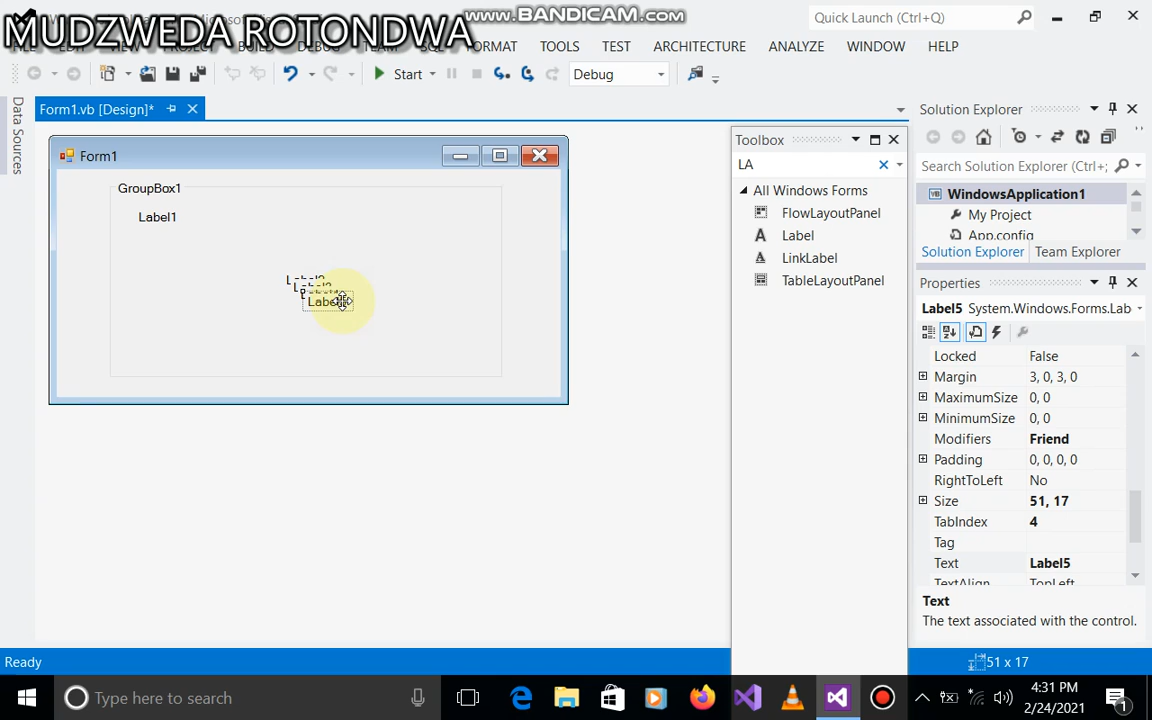 MUDZWEDA ROTONDWA
www.BANDICAM.com
Quick Launch (Ctrl+Q)
FORMAT TOOLS TEST ARCHITECTURE ANALYZE WINDOW HELP
Start Debug
Form1.vb [Design]*
Data Sources
Form1
GroupBox1
Label1
Toolbox
LA
All Windows Forms
FlowLayoutPanel
Label
LinkLabel
TableLayoutPanel
Solution Explorer
Search Solution Explorer (Ctrl+;
WindowsApplication1
My Project
App.config
Solution Explorer Team Explorer
Properties
Label5 System.Windows.Forms.Lab
Locked False
Margin 3, 0, 3, 0
MaximumSize 0, 0
MinimumSize 0, 0
Modifiers Friend
Padding 0, 0, 0, 0
RightToLeft No
Size 51, 17
TabIndex 4
Tag
Text Label5
TextAlign TopLeft
Text
The text associated with the control.
Ready
51 x 17
Type here to search
4:31 PM
2/24/2021
1